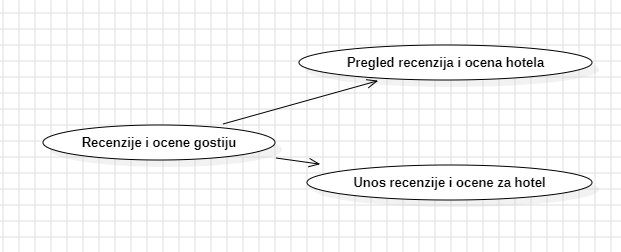 Pregled recenzija i ocena hotela
Recenzije i ocene gostiju
Unos recenzije i ocene za hotel